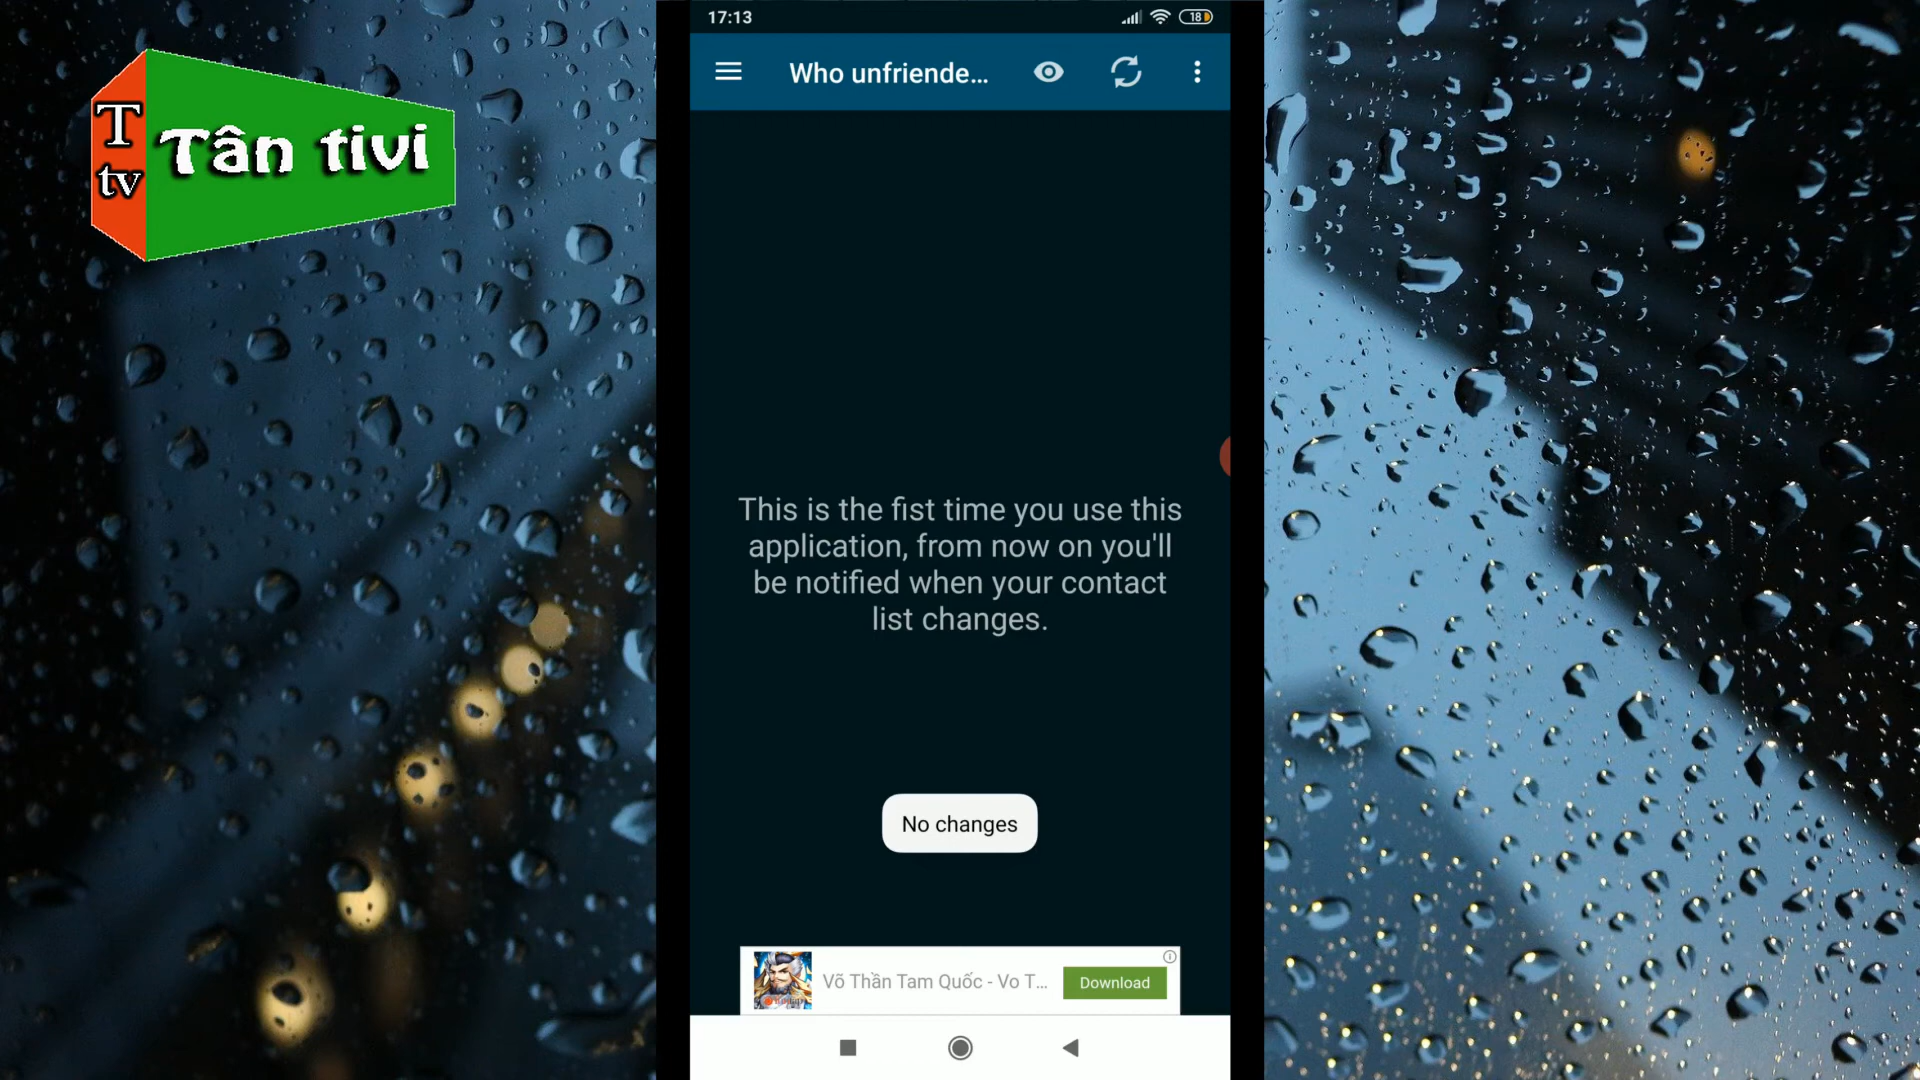 T
tv
Tân tivi
17:13
18
Who unfriende...
This is the fist time you use this
application, from now on you'll
be notified when your contact
list changes.
No changes
Võ Thần Tam Quốc - Vo T...
Download